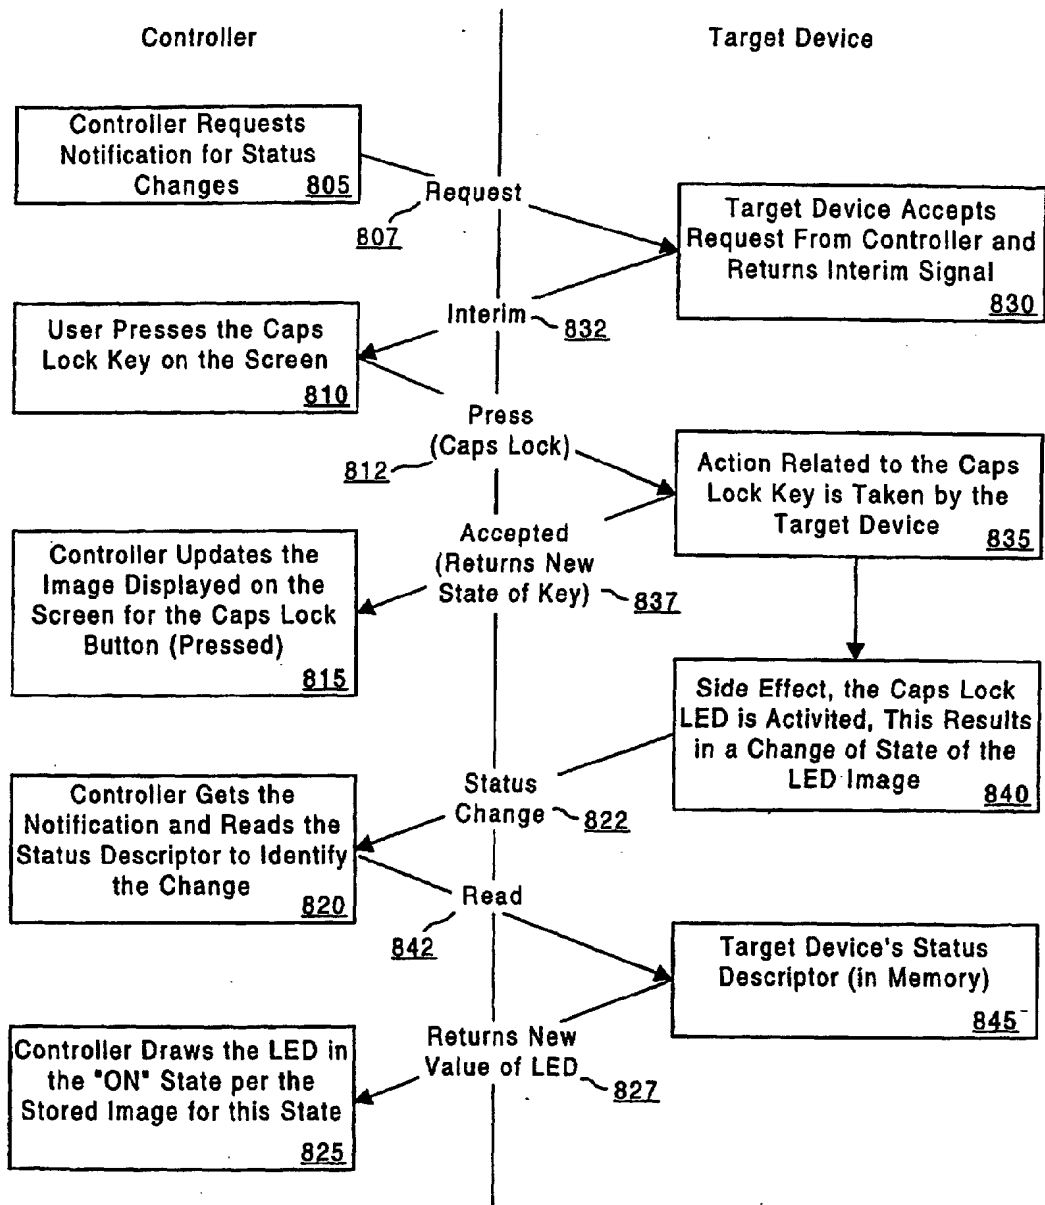 Controller
Target Device
Controller Requests
Notification for Status
Changes 805
Request
807
Target Device Accepts
Request From Controller and
Returns Interim Signal
830
Interim
832
User Presses the Caps
Lock Key on the Screen
810
Press
(Caps Lock)
812
Action Related to the Caps
Lock Key is Taken by the
Target Device 835
Accepted
(Returns New
State of Key)
837
Controller Updates the
Image Displayed on the
Screen for the Caps Lock
Button (Pressed)
815
Side Effect, the Caps Lock
LED is Activited, This Results
in a Change of State of the
LED Image 840
Status
Change
822
Controller Gets the
Notification and Reads the
Status Descriptor to Identify
the Change
820
Read
842
Target Device's Status
Descriptor (in Memory)
845
Returns New
Value of LED
827
Controller Draws the LED in
the "ON" State per the
Stored Image for this State
825